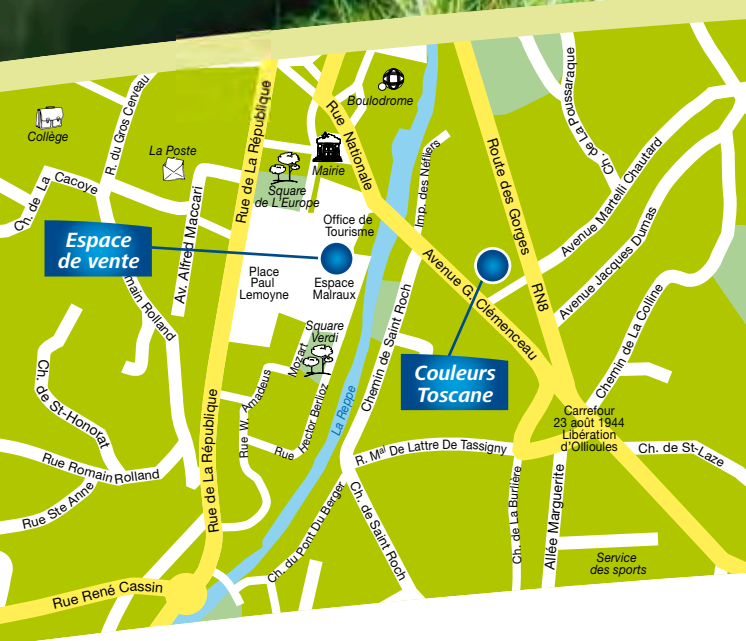 Boulodrome
Collège
R. du Gros Cerveau
La Poste
Rue de La République
Mairie
Rue Nationale
Imp. des Néfliers
Route des Gorges
RN8
Ch. de La Poussaraque
Avenue Martelli Chautard
Avenue Jacques Dumas
Chemin de La Colline
Ch. de La Cacoye
Av. Alfred Maccari
Square
de L'Europe
Office de
Tourisme
Espace
de vente
Place
Paul
Lemoyne
Espace
Malraux
Avenue G. Clémenceau
Romain Rolland
Square
Verdi
Couleurs
Toscane
Chemin de Saint Roch
La Reppe
Rue W. Amadeus Mozart
Rue Hector Berlioz
Ch. de St-Honorat
Rue de La République
Carrefour
23 août 1944
Libération
d'Ollioules
R. Mal De Lattre De Tassigny
Ch. de St-Laze
Rue Romain Rolland
Rue Ste Anne
Ch. du Pont Du Berger
Ch. de Saint Roch
Ch. de La Burlière
Allée Marguerite
Service
des sports
Rue René Cassin